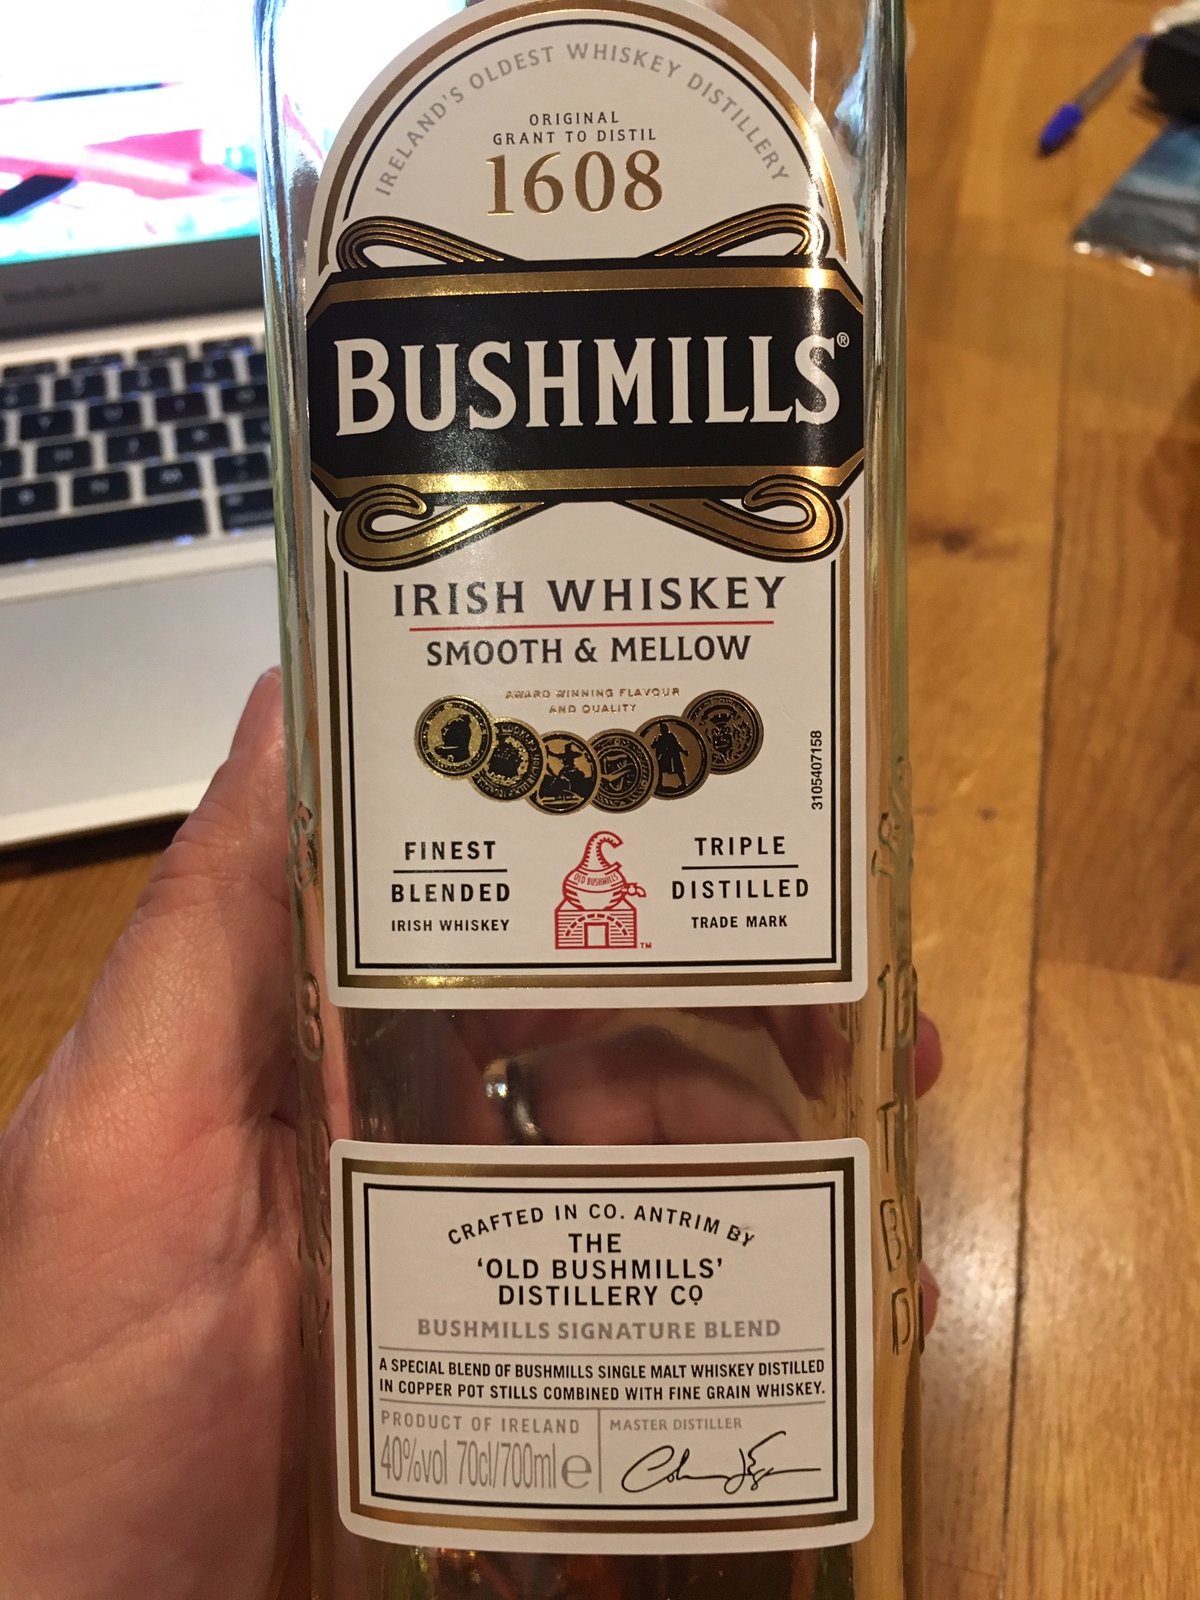 IRELAND'S OLDEST WHISKEY DISTILLERY
ORIGINAL
GRANT TO DISTIL
1608
BUSHMILLS®
IRISH WHISKEY
SMOOTH & MELLOW
AWARD WINNING FLAVOUR
AND QUALITY
3105407158
FINEST
BLENDED
IRISH WHISKEY
OLD BUSHMILLS
TM
TRIPLE
DISTILLED
TRADE MARK
CRAFTED IN CO. ANTRIM BY
THE
'OLD BUSHMILLS'
DISTILLERY CO
BUSHMILLS SIGNATURE BLEND
A SPECIAL BLEND OF BUSHMILLS SINGLE MALT WHISKEY DISTILLED
IN COPPER POT STILLS COMBINED WITH FINE GRAIN WHISKEY.
PRODUCT OF IRELAND
40%vol 70cl/700ml e
MASTER DISTILLER